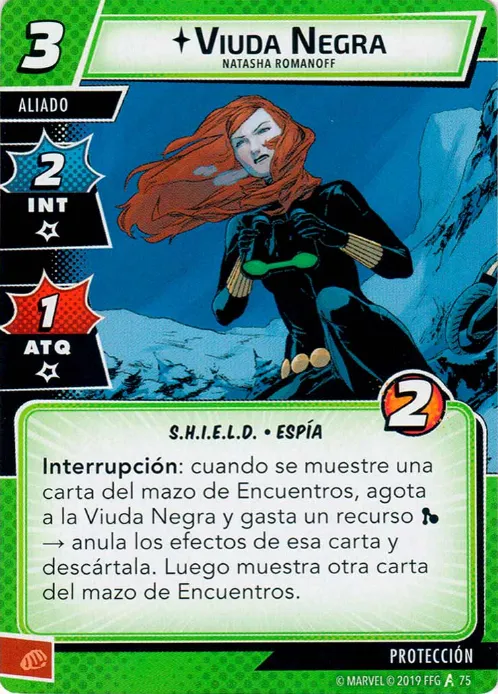 3
VIUDA NEGRA
NATASHA ROMANOFF
ALIADO
2
INT
1
ATQ
2
S.H.I.E.L.D. • ESPÍA
Interrupción: cuando se muestre una
carta del mazo de Encuentros, agota
a la Viuda Negra y gasta un recurso
→ anula los efectos de esa carta y
descártala. Luego muestra otra carta
del mazo de Encuentros.
PROTECCIÓN
© MARVEL © 2019 FFG 75